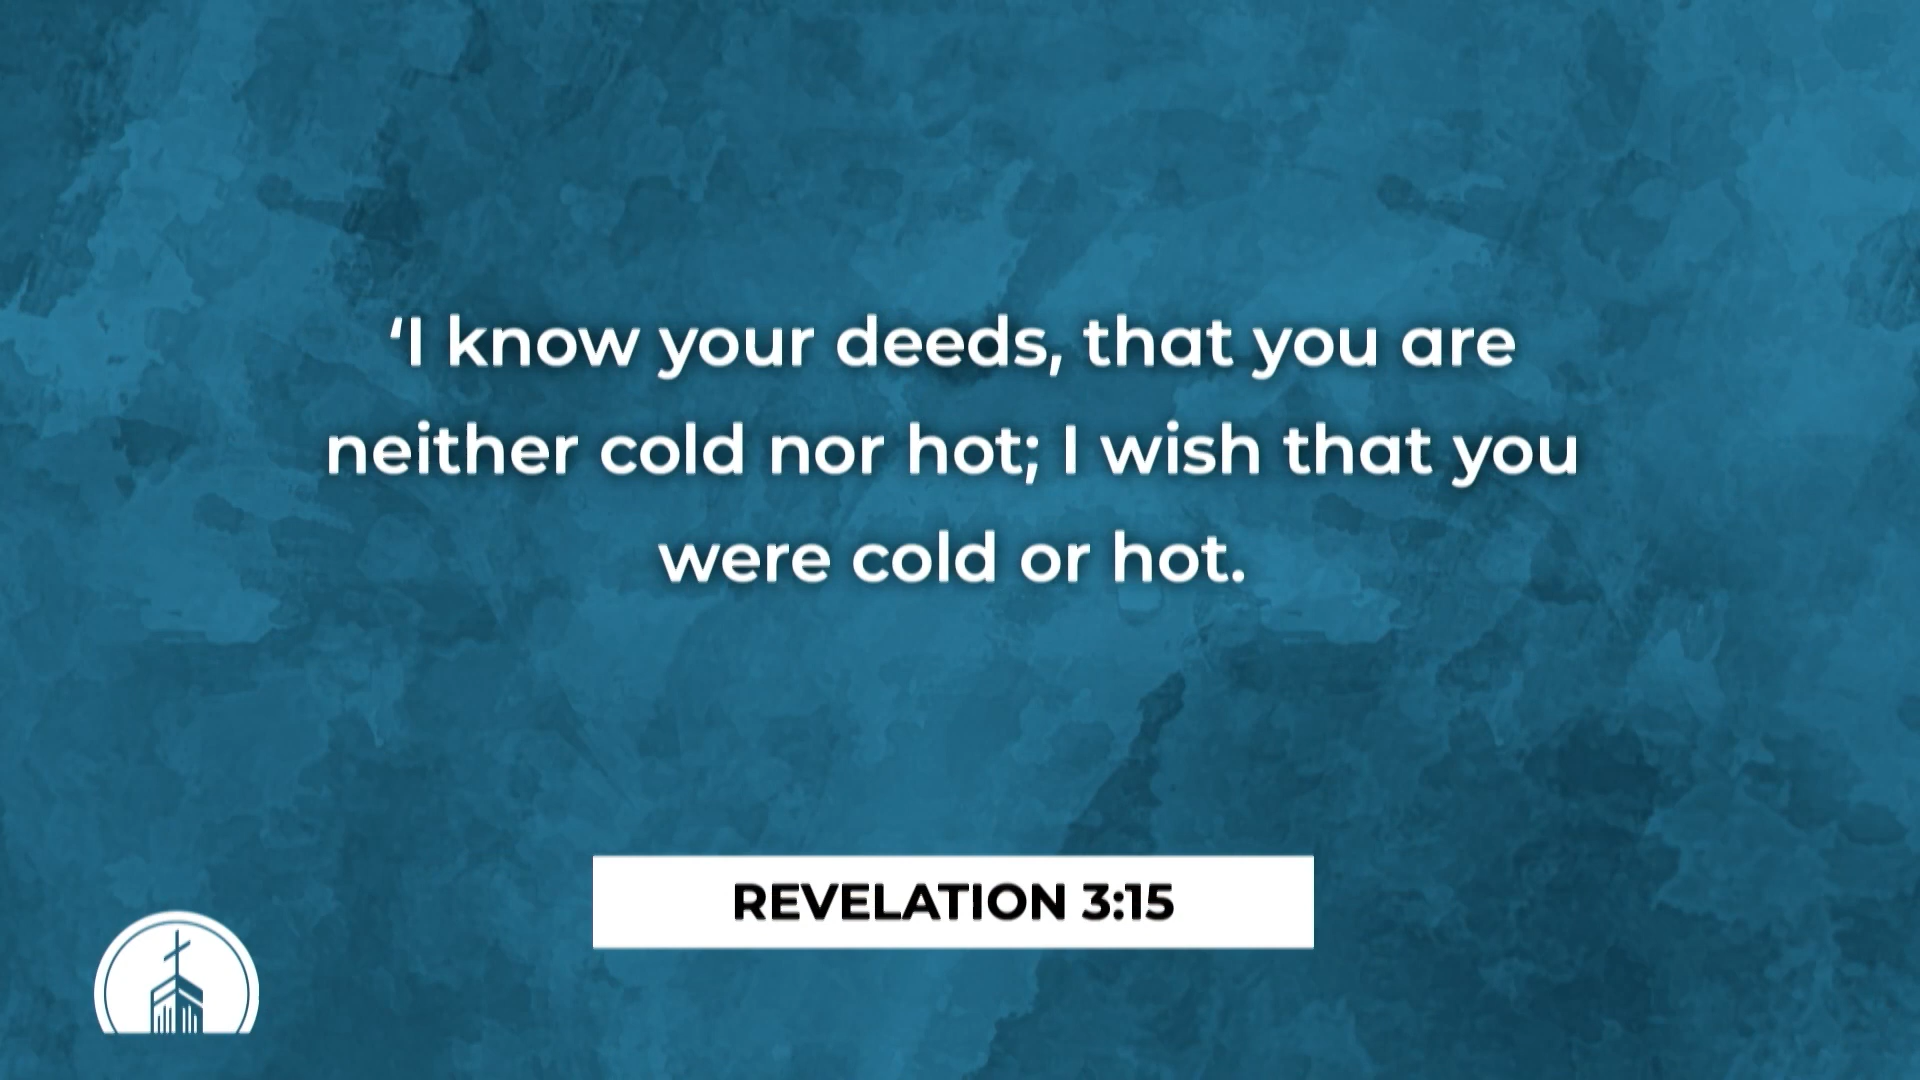 ‘I know your deeds, that you are
neither cold nor hot; I wish that you
were cold or hot.
REVELATION 3:15